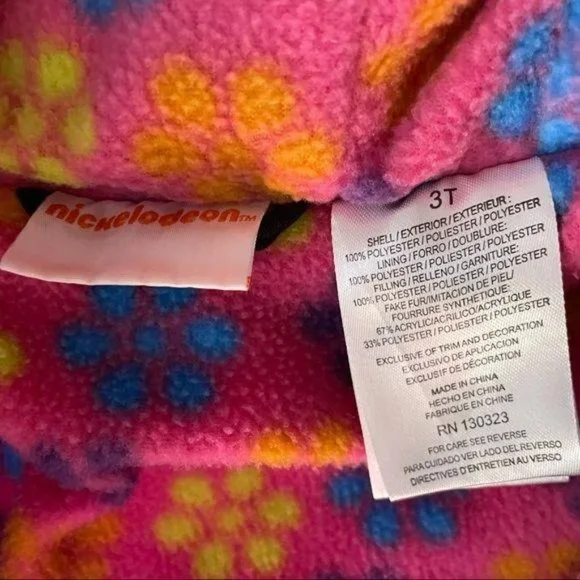 nickelodeon™
3T
SHELL/EXTERIOR/EXTERIEUR:
100% POLYESTER/POLIESTER/POLYESTER
LINING/FORRO/DOUBLURE:
100% POLYESTER/POLIESTER/POLYESTER
FILLING/RELLENO/GARNITURE:
100% POLYESTER/POLIESTER/POLYESTER
FAKE FUR/IMITACION DE PIEL/
FOURRURE SYNTHETIQUE:
67% ACRYLIC/ACRILICO/ACRYLIQUE
33% POLYESTER/POLIESTER/POLYESTER
EXCLUSIVE OF TRIM AND DECORATION
EXCLUSIVO DE APLICACION
EXCLUSIF DE DÉCORATION
MADE IN CHINA
HECHO EN CHINA
FABRIQUE EN CHINE
RN 130323
FOR CARE SEE REVERSE
PARA CUIDADO VER LADO DEL REVERSO
DIRECTIVES D'ENTRETIEN AU VERSO